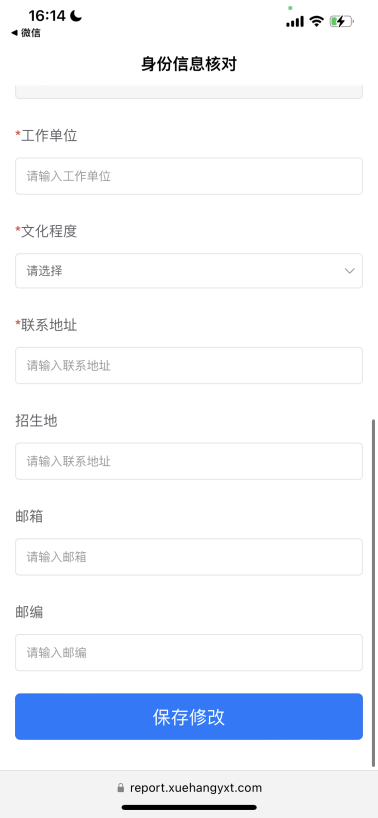 16:14
微信
身份信息核对
*工作单位
请输入工作单位
*文化程度
请选择
*联系地址
请输入联系地址
招生地
请输入联系地址
邮箱
请输入邮箱
邮编
请输入邮编
保存修改
report.xuehangyxt.com